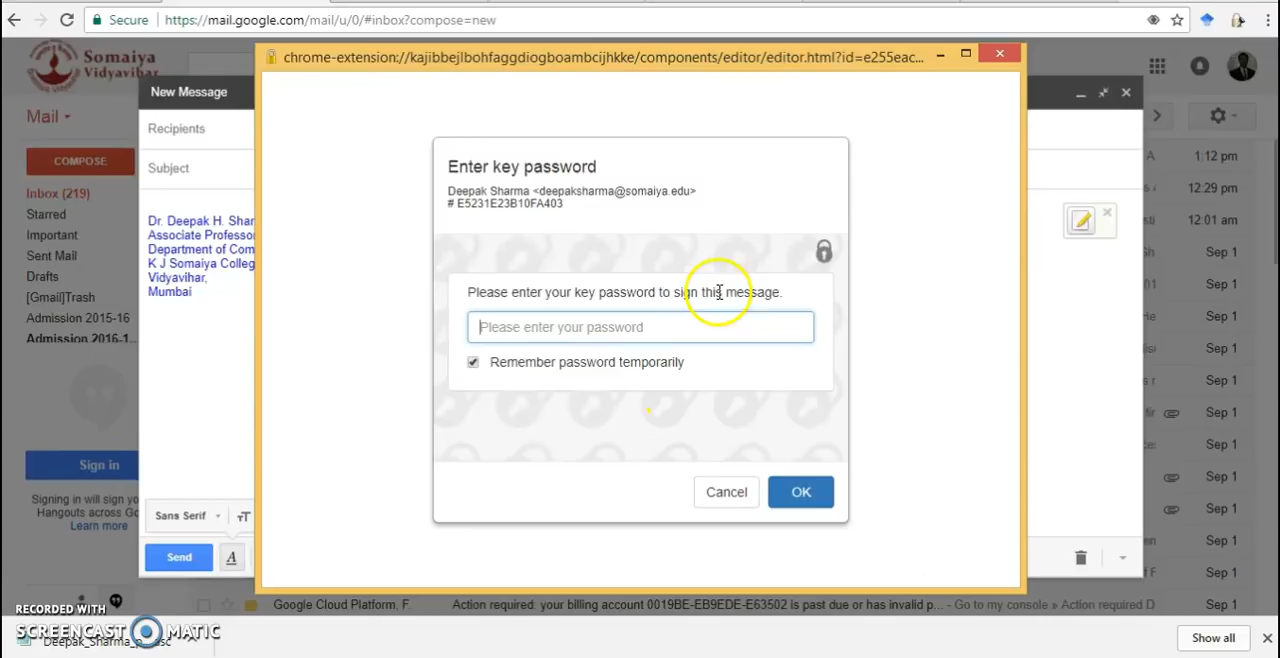 Secure
https://mail.google.com/mail/u/0/#inbox?compose=new
chrome-extension://kajibbejlbohfaggdiogboambcijhkke/components/editor/editor.html?id=e255eac...
Somaiya
Vidyavihar
New Message
Mail
Recipients
COMPOSE
Subject
Inbox (219)
Starred
Important
Sent Mail
Drafts
[Gmail]Trash
Admission 2015-16
Admission 2016-1...
Dr. Deepak H. Shar
Associate Professor
Department of Com
K J Somaiya Colleg
Vidyavihar,
Mumbai
Enter key password
Deepak Sharma <deepaksharma@somaiya.edu>
# E5231E23B10FA403
Please enter your key password to sign this message.
Please enter your password
Remember password temporarily
Cancel
OK
1:12 pm
12:29 pm
12:01 am
Sep 1
Sep 1
Sep 1
Sep 1
Sep 1
Sep 1
Sep 1
Sep 1
Sep 1
Sep 1
Sep 1
Sign in
Signing in will sign you
Hangouts across Go
Learn more
Sans Serif
Send
Google Cloud Platform. F.
Action required: your billing account 0019BE-EB9EDE-E63502 is past due or has invalid p... - Go to my console » Action required D
Sep 1
RECORDED WITH
SCREENCAST MATIC
Show all